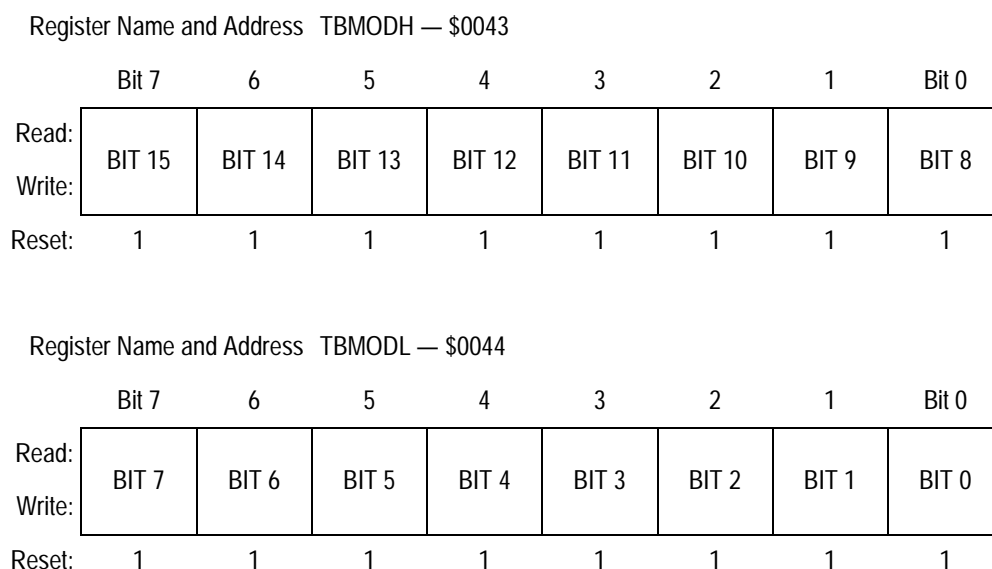 Register Name and Address TBMODH — $0043
Bit 7 6 5 4 3 2 1 Bit 0
Read:
BIT 15 BIT 14 BIT 13 BIT 12 BIT 11 BIT 10 BIT 9 BIT 8
Write:
Reset: 1 1 1 1 1 1 1 1
Register Name and Address TBMODL — $0044
Bit 7 6 5 4 3 2 1 Bit 0
Read:
BIT 7 BIT 6 BIT 5 BIT 4 BIT 3 BIT 2 BIT 1 BIT 0
Write:
Reset: 1 1 1 1 1 1 1 1